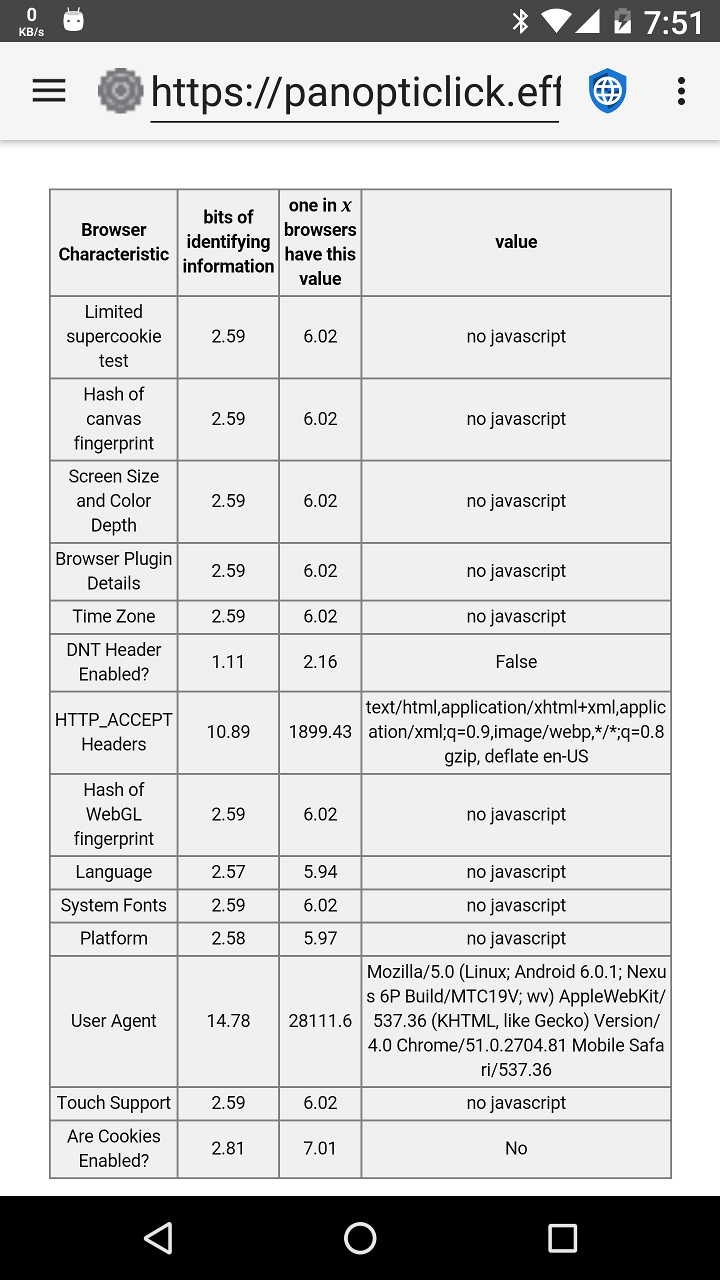 0
KB/s
7:51
https://panopticlick.eff
Browser
Characteristic
bits of
identifying
information
one in x
browsers
have this
value
value
Limited
supercookie
test
2.59
6.02
no javascript
Hash of
canvas
fingerprint
2.59
6.02
no javascript
Screen Size
and Color
Depth
2.59
6.02
no javascript
Browser Plugin
Details
2.59
6.02
no javascript
Time Zone
2.59
6.02
no javascript
DNT Header
Enabled?
1.11
2.16
False
HTTP_ACCEPT
Headers
10.89
1899.43
text/html,application/xhtml+xml,applic
ation/xml;q=0.9,image/webp,*/*;q=0.8
gzip, deflate en-US
Hash of
WebGL
fingerprint
2.59
6.02
no javascript
Language
2.57
5.94
no javascript
System Fonts
2.59
6.02
no javascript
Platform
2.58
5.97
no javascript
User Agent
14.78
28111.6
Mozilla/5.0 (Linux; Android 6.0.1; Nexu
s 6P Build/MTC19V; wv) AppleWebKit/
537.36 (KHTML, like Gecko) Version/
4.0 Chrome/51.0.2704.81 Mobile Safa
ri/537.36
Touch Support
2.59
6.02
no javascript
Are Cookies
Enabled?
2.81
7.01
No